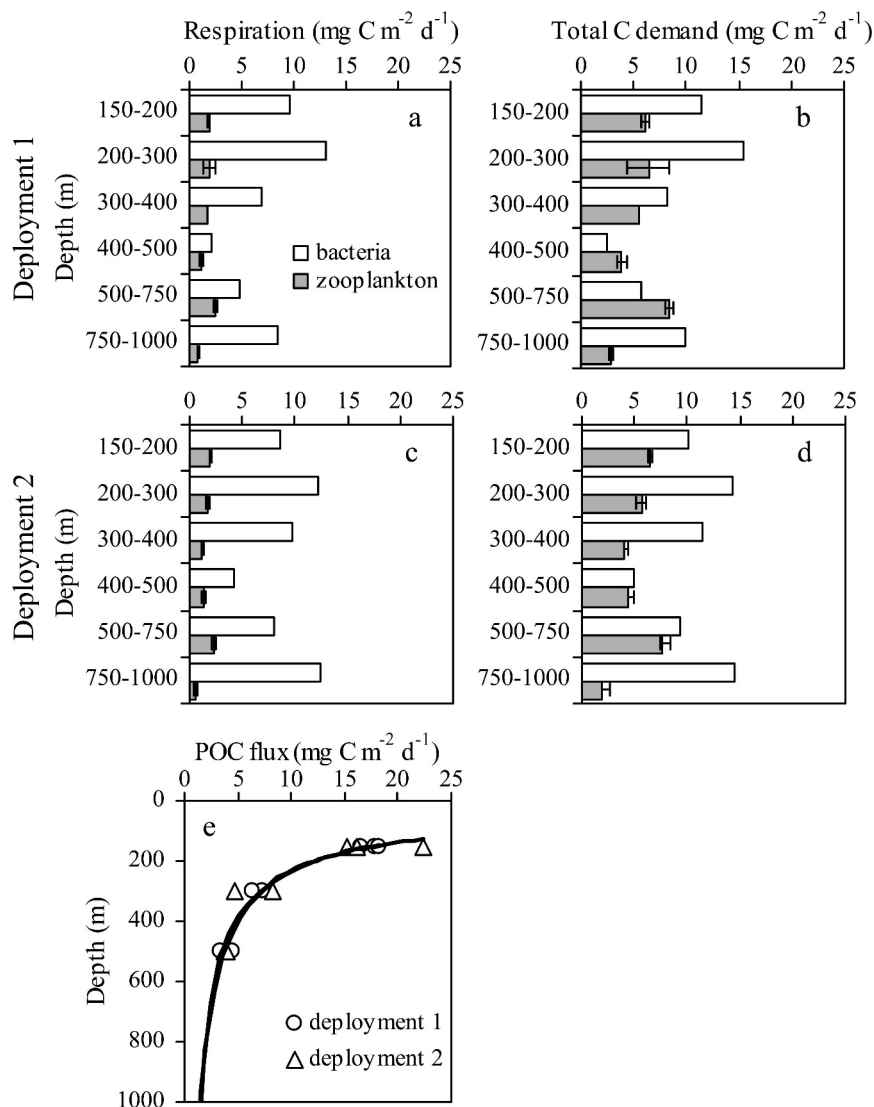 Respiration (mg C m-2 d-1)
Total C demand (mg C m-2 d-1)
0 5 10 15 20 25
0 5 10 15 20 25
Deployment 1
Depth (m)
150-200
200-300
300-400
400-500
500-750
750-1000
a
bacteria
zooplankton
150-200
200-300
300-400
400-500
500-750
750-1000
b
0 5 10 15 20 25
0 5 10 15 20 25
Deployment 2
Depth (m)
150-200
200-300
300-400
400-500
500-750
750-1000
c
150-200
200-300
300-400
400-500
500-750
750-1000
d
POC flux (mg C m-2 d-1)
0 5 10 15 20 25
Depth (m)
0
200
400
600
800
1000
e
deployment 1
deployment 2